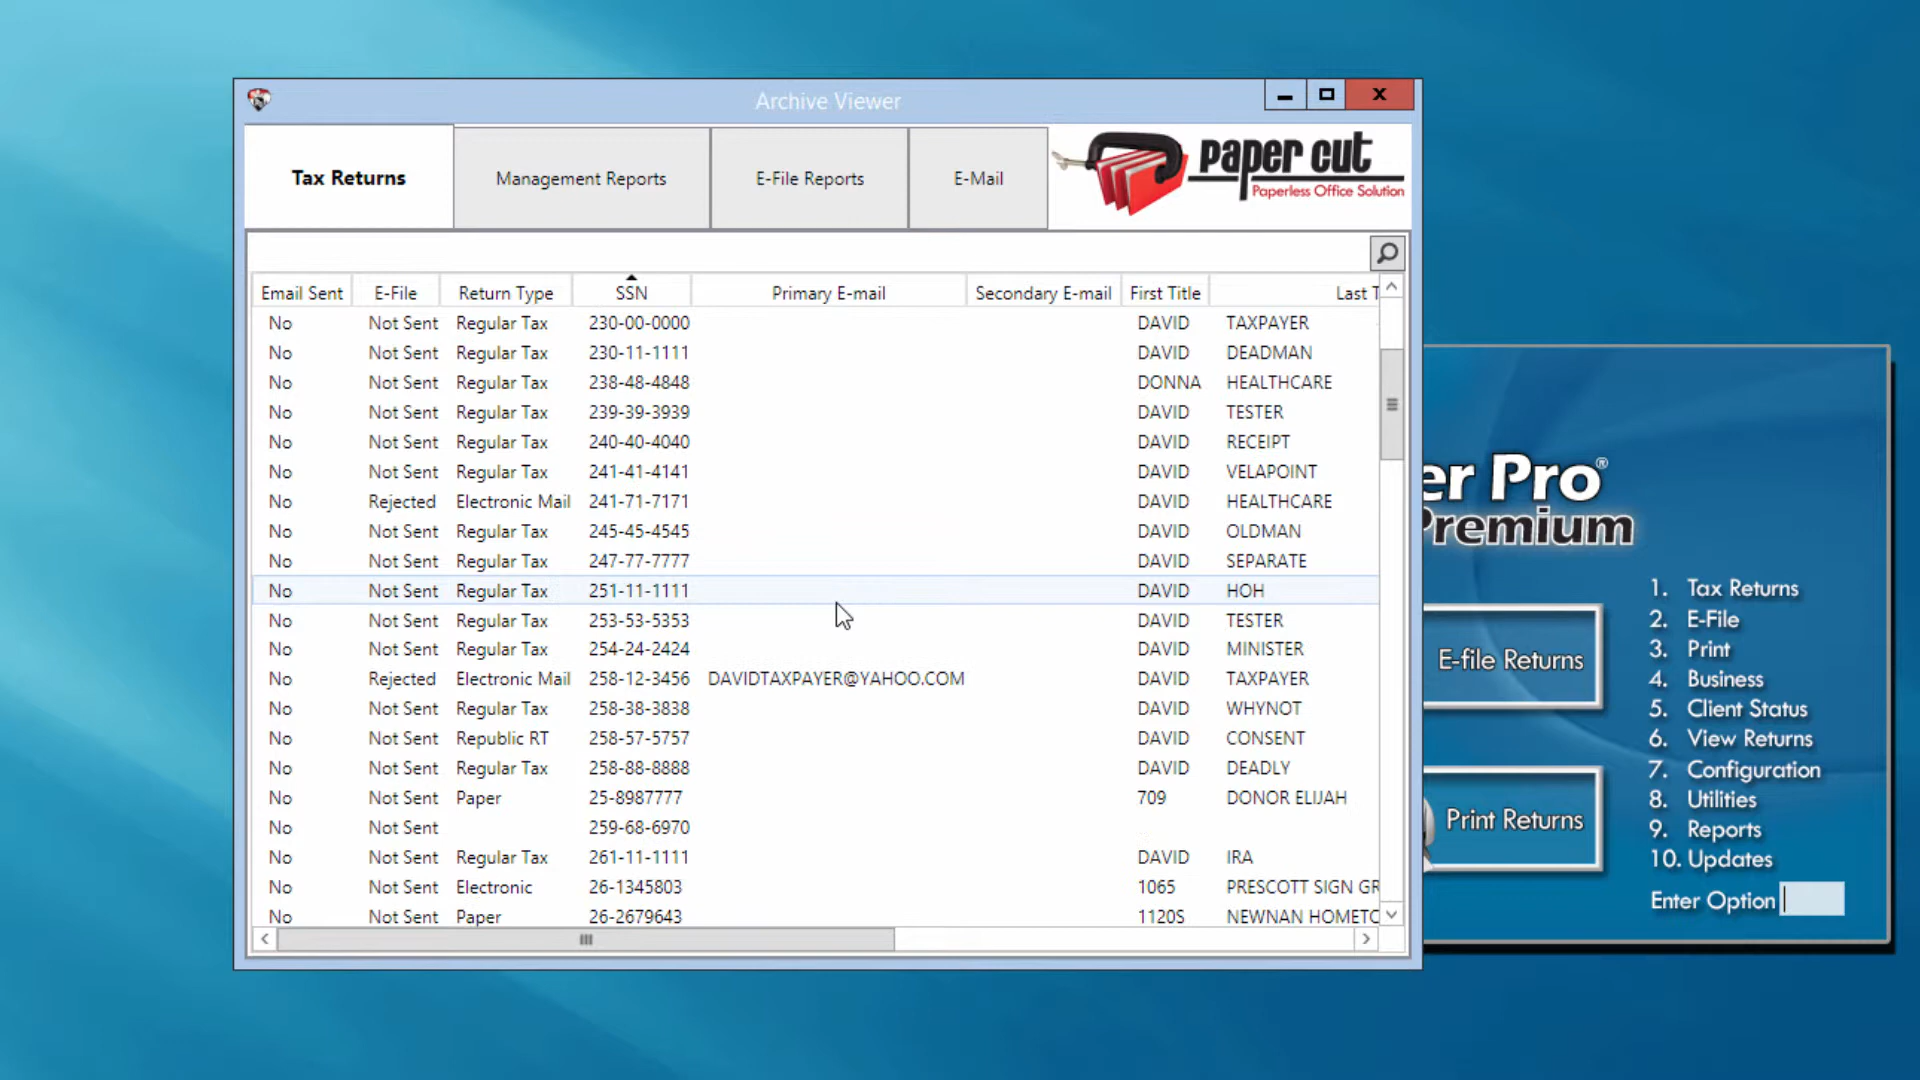 Archive Viewer
X
Tax Returns Management Reports E-File Reports E-Mail
paper cut
Paperless Office Solution
Email Sent E-File Return Type SSN Primary E-mail Secondary E-mail First Title Last T
No Not Sent Regular Tax 230-00-0000 DAVID TAXPAYER
No Not Sent Regular Tax 230-11-1111 DAVID DEADMAN
No Not Sent Regular Tax 238-48-4848 DONNA HEALTHCARE
No Not Sent Regular Tax 239-39-3939 DAVID TESTER
No Not Sent Regular Tax 240-40-4040 DAVID RECEIPT
No Not Sent Regular Tax 241-41-4141 DAVID VELAPOINT
No Rejected Electronic Mail 241-71-7171 DAVID HEALTHCARE
No Not Sent Regular Tax 245-45-4545 DAVID OLDMAN
No Not Sent Regular Tax 247-77-7777 DAVID SEPARATE
No Not Sent Regular Tax 251-11-1111 DAVID HOH
No Not Sent Regular Tax 253-53-5353 DAVID TESTER
No Not Sent Regular Tax 254-24-2424 DAVID MINISTER
No Rejected Electronic Mail 258-12-3456 DAVIDTAXPAYER@YAHOO.COM DAVID TAXPAYER
No Not Sent Regular Tax 258-38-3838 DAVID WHYNOT
No Not Sent Republic RT 258-57-5757 DAVID CONSENT
No Not Sent Regular Tax 258-88-8888 DAVID DEADLY
No Not Sent Paper 25-8987777 709 DONOR ELIJAH
No Not Sent 259-68-6970
No Not Sent Regular Tax 261-11-1111 DAVID IRA
No Not Sent Electronic 26-1345803 1065 PRESCOTT SIGN GR
No Not Sent Paper 26-2679643 1120S NEWNAN HOMETC
er Pro®
Premium
E-file Returns
Print Returns
1. Tax Returns
2. E-File
3. Print
4. Business
5. Client Status
6. View Returns
7. Configuration
8. Utilities
9. Reports
10. Updates
Enter Option